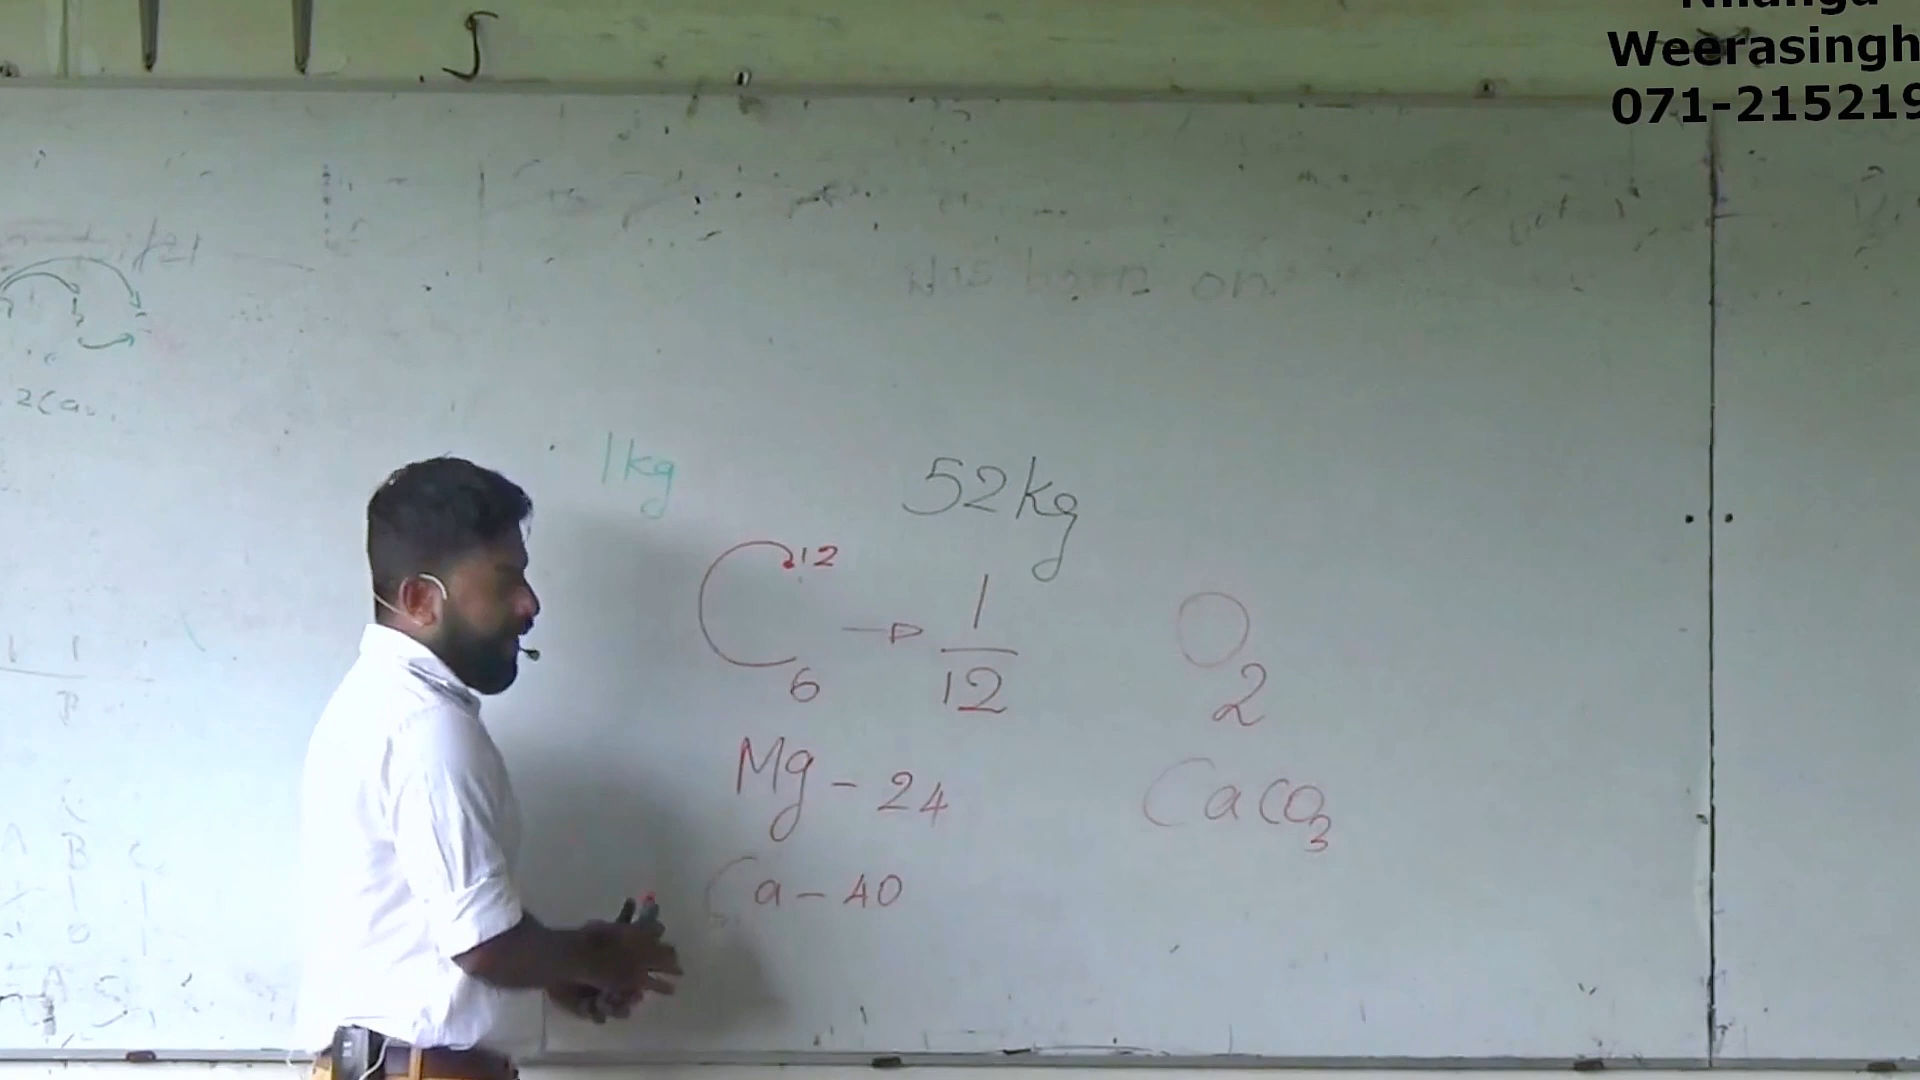 Weerasingh
071-215219
1kg
52kg
C 12 6 → 1/12
O2
Mg - 24
CaCO3
Ca - 40